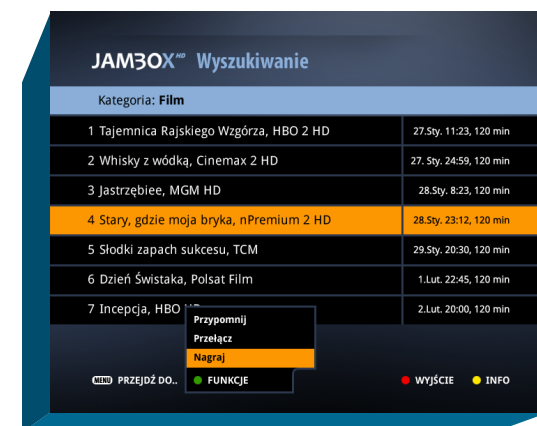 JAMBOX HD Wyszukiwanie
Kategoria: Film
1 Tajemnica Rajskiego Wzgórza, HBO 2 HD 27.Sty. 11:23, 120 min
2 Whisky z wódką, Cinemax 2 HD 27. Sty. 24:59, 120 min
3 Jastrzębiee, MGM HD 28.Sty. 8:23, 120 min
4 Stary, gdzie moja bryka, nPremium 2 HD 28.Sty. 23:12, 120 min
5 Słodki zapach sukcesu, TCM 29.Sty. 20:30, 120 min
6 Dzień Świstaka, Polsat Film 1.Lut. 22:45, 120 min
7 Incepcja, HBO 2.Lut. 20:00, 120 min
Przypomnij
Przełącz
Nagraj
MENU PRZEJDŹ DO.. FUNKCJE WYJŚCIE INFO